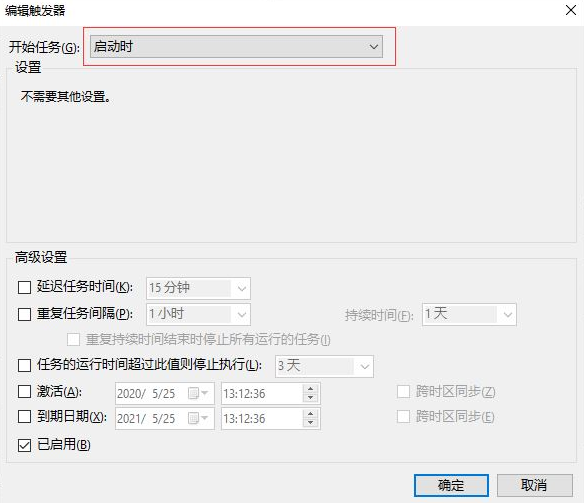 编辑触发器
开始任务(G): 启动时
设置
不需要其他设置。
高级设置
延迟任务时间(K): 15 分钟
重复任务间隔(P): 1 小时 持续时间(F): 1 天
重复持续时间结束时停止所有运行的任务(I)
任务的运行时间超过此值则停止执行(L): 3 天
激活(A): 2020/ 5/25 13:12:36 跨时区同步(Z)
到期日期(X): 2021/ 5/25 13:12:36 跨时区同步(E)
已启用(B)
确定 取消